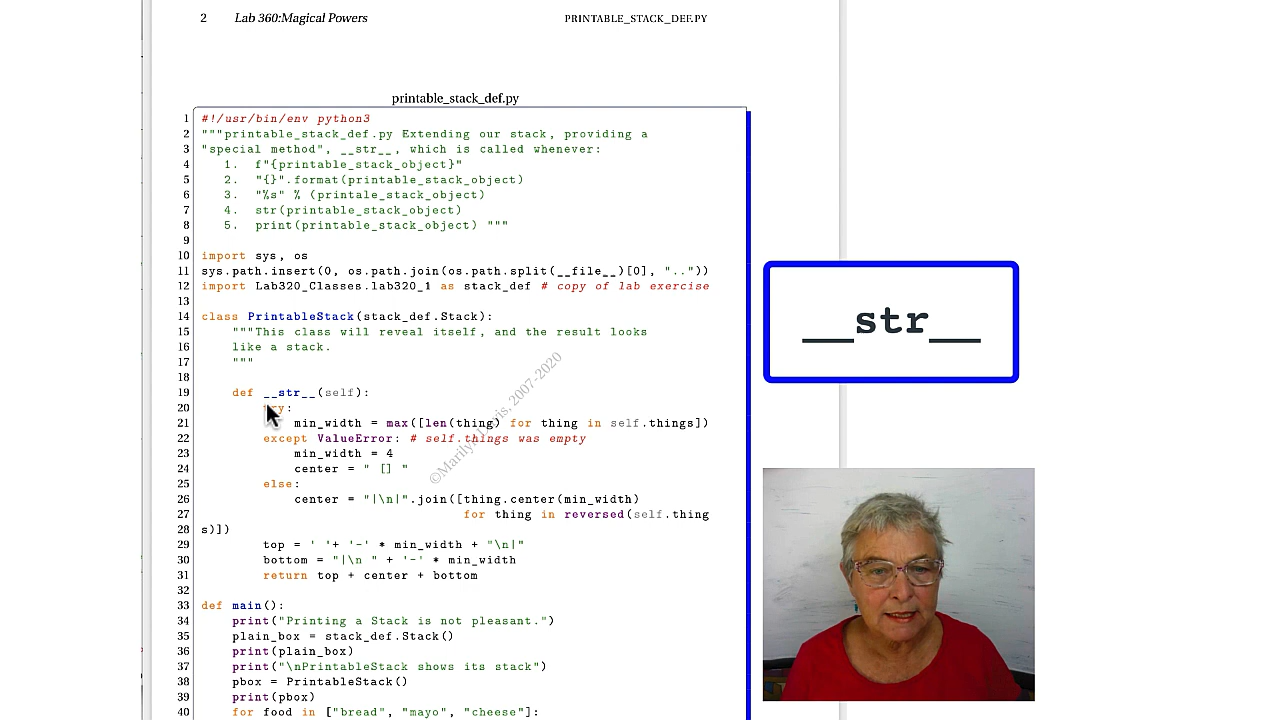 2 Lab 360:Magical Powers PRINTABLE_STACK_DEF.PY
printable_stack_def.py
1 #!/usr/bin/env python3
2 """printable_stack_def.py Extending our stack, providing a
3 "special method", __str__, which is called whenever:
4 1. f"{printable_stack_object}"
5 2. "{}".format(printable_stack_object)
6 3. "%s" % (printale_stack_object)
7 4. str(printable_stack_object)
8 5. print(printable_stack_object) """
9
10 import sys, os
11 sys.path.insert(0, os.path.join(os.path.split(__file__)[0], ".."))
12 import Lab320_Classes.lab320_1 as stack_def # copy of lab exercise
13
14 class PrintableStack(stack_def.Stack):
15 """This class will reveal itself, and the result looks
16 like a stack.
17 """
18
19 def __str__(self):
20 try:
21 min_width = max([len(thing) for thing in self.things])
22 except ValueError: # self.things was empty
23 min_width = 4
24 center = " [] "
25 else:
26 center = "|\n|".join([thing.center(min_width)
27 for thing in reversed(self.thing
28 s)])
29 top = ' '+ '-' * min_width + "\n|"
30 bottom = "|\n " + '-' * min_width
31 return top + center + bottom
32
33 def main():
34 print("Printing a Stack is not pleasant.")
35 plain_box = stack_def.Stack()
36 print(plain_box)
37 print("\nPrintableStack shows its stack")
38 pbox = PrintableStack()
39 print(pbox)
40 for food in ["bread", "mayo", "cheese"]:
__str__